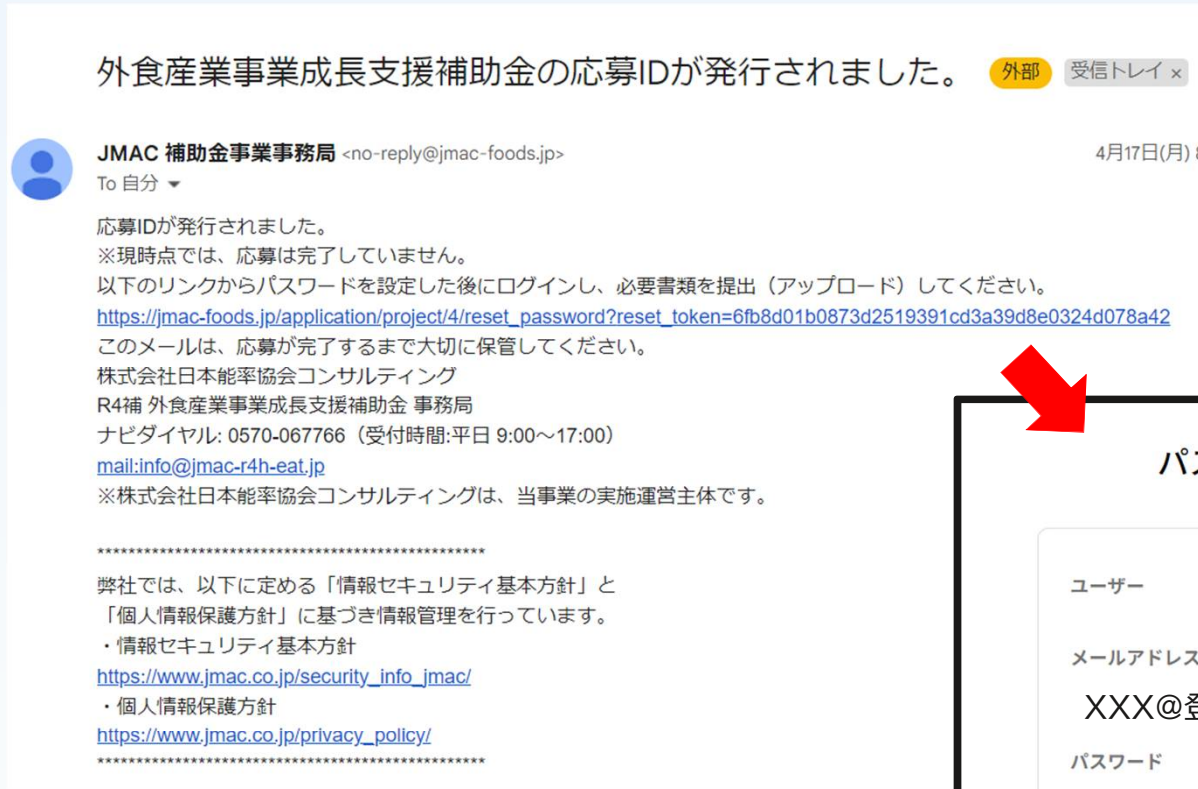 外食産業事業成長支援補助金の応募IDが発行されました。 外部 受信トレイ ×
JMAC 補助金事業事務局 <no-reply@jmac-foods.jp> 4月17日(月)
To 自分
応募IDが発行されました。
※現時点では、応募は完了していません。
以下のリンクからパスワードを設定した後にログインし、必要書類を提出（アップロード）してください。
https://jmac-foods.jp/application/project/4/reset_password?reset_token=6fb8d01b0873d2519391cd3a39d8e0324d078a42
このメールは、応募が完了するまで大切に保管してください。
株式会社日本能率協会コンサルティング
R4補 外食産業事業成長支援補助金 事務局
ナビダイヤル: 0570-067766（受付時間:平日 9:00～17:00）
mail:info@jmac-r4h-eat.jp
※株式会社日本能率協会コンサルティングは、当事業の実施運営主体です。
**************************************************
弊社では、以下に定める「情報セキュリティ基本方針」と
「個人情報保護方針」に基づき情報管理を行っています。
・情報セキュリティ基本方針
https://www.jmac.co.jp/security_info_jmac/
・個人情報保護方針
https://www.jmac.co.jp/privacy_policy/
**************************************************
パス
ユーザー
メールアドレス
XXX@登
パスワード